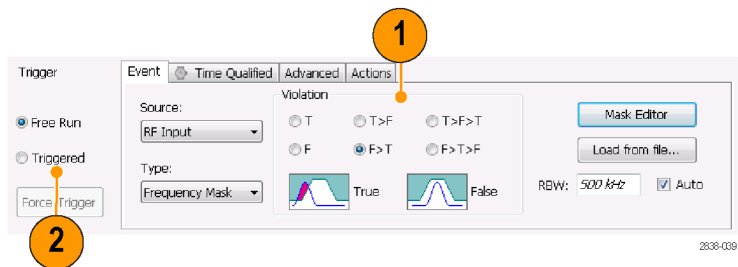 1
Trigger
Event Time Qualified Advanced Actions
Violation
Source:
RF Input
T T>F T>F>T
F F>T F>T>F
Free Run
Triggered
Force Trigger
Type:
Frequency Mask
True False
Mask Editor
Load from file...
RBW: 500 kHz Auto
2
2838-039